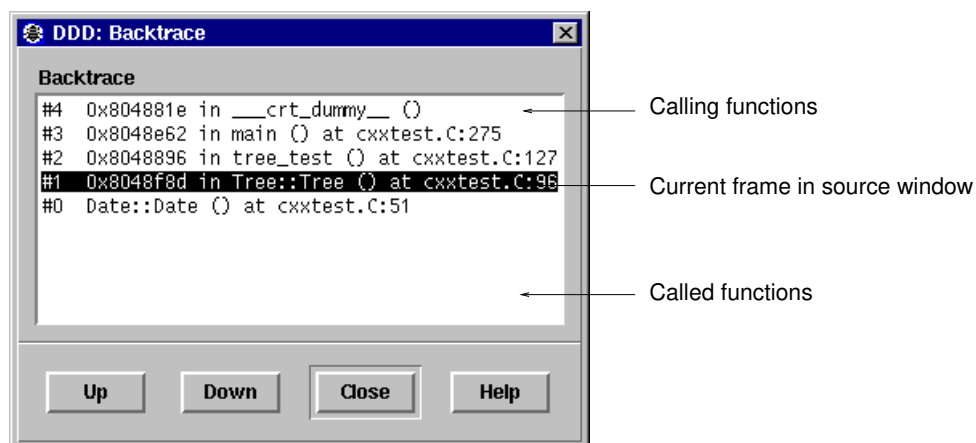 DDD: Backtrace
Backtrace
#4 0x804881e in ___crt_dummy__ ()
#3 0x8048e62 in main () at cxxtest.C:275
#2 0x8048896 in tree_test () at cxxtest.C:127
#1 0x8048f8d in Tree::Tree () at cxxtest.C:96
#0 Date::Date () at cxxtest.C:51
Calling functions
Current frame in source window
Called functions
Up Down Close Help